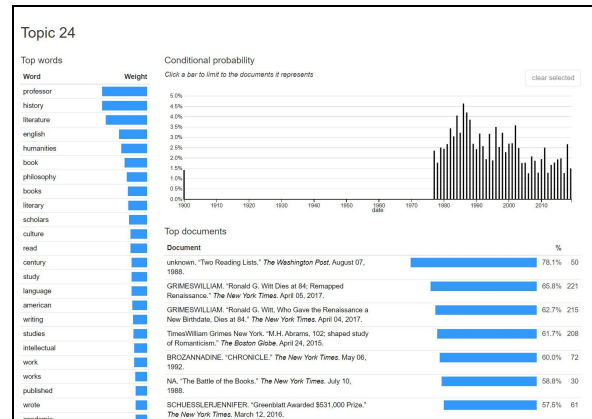 Topic 24
Top words
Word Weight
professor
history
literature
english
humanities
book
philosophy
books
literary
scholars
culture
read
century
study
language
american
writing
studies
intellectual
work
works
published
wrote
academic
Conditional probability
Click a bar to limit to the documents it represents
clear selected
5.0%
4.5%
4.0%
3.5%
3.0%
2.5%
2.0%
1.5%
1.0%
0.5%
0.0%
1900 1910 1920 1930 1940 1950 1960 1970 1980 1990 2000 2010
date
Top documents
Document %
unknown. "Two Reading Lists." The Washington Post. August 07,
1988.
78.1% 50
GRIMESWILLIAM. "Ronald G. Witt Dies at 84; Remapped
Renaissance." The New York Times. April 05, 2017.
65.8% 221
GRIMESWILLIAM. "Ronald G. Witt, Who Gave the Renaissance a
New Birthdate, Dies at 84." The New York Times. April 04, 2017.
62.7% 215
TimesWilliam Grimes New York. "M.H. Abrams, 102; shaped study
of Romanticism." The Boston Globe. April 24, 2015.
61.7% 208
BROZANNADINE. "CHRONICLE." The New York Times. May 06,
1992.
60.0% 72
NA. "The Battle of the Books." The New York Times. July 10,
1988.
58.8% 30
SCHUESSLERJENNIFER. "Greenblatt Awarded $531,000 Prize."
The New York Times. March 12, 2016.
57.5% 61